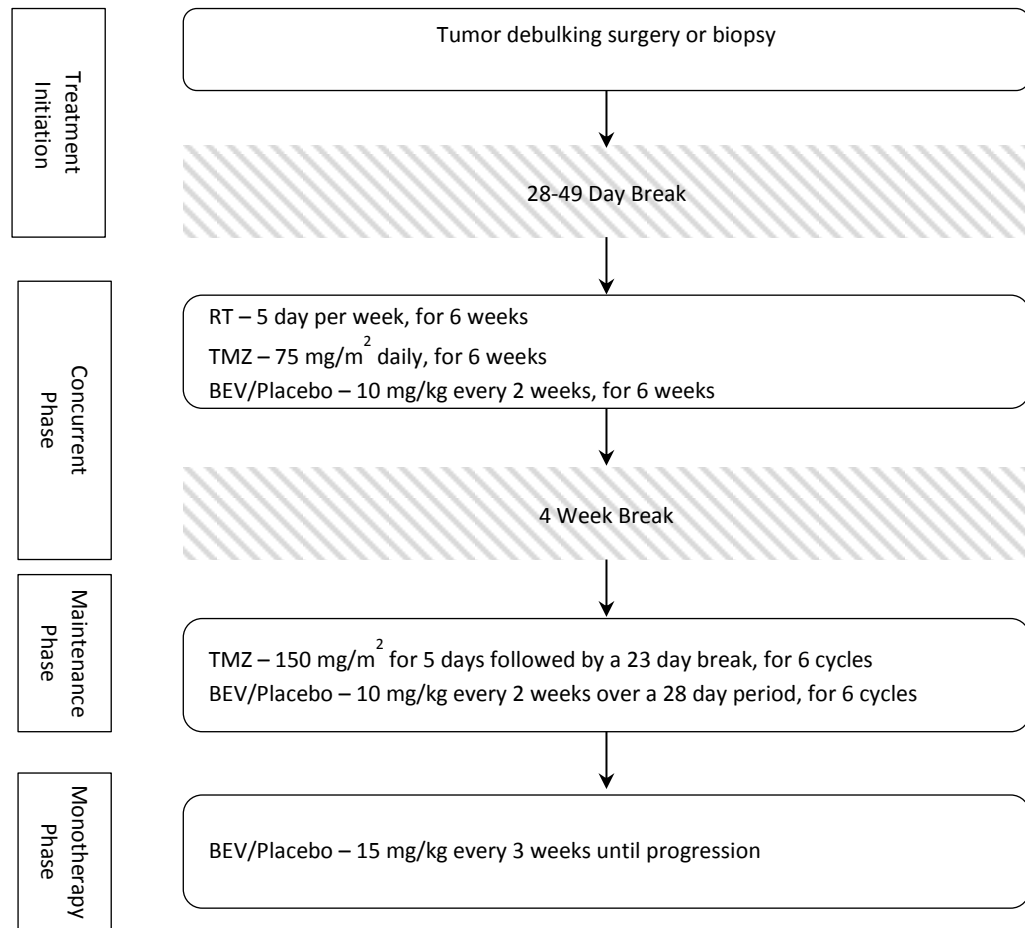 Treatment
Initiation
Tumor debulking surgery or biopsy
28-49 Day Break
Concurrent
Phase
RT – 5 day per week, for 6 weeks
TMZ – 75 mg/m² daily, for 6 weeks
BEV/Placebo – 10 mg/kg every 2 weeks, for 6 weeks
4 Week Break
Maintenance
Phase
TMZ – 150 mg/m² for 5 days followed by a 23 day break, for 6 cycles
BEV/Placebo – 10 mg/kg every 2 weeks over a 28 day period, for 6 cycles
Monotherapy
Phase
BEV/Placebo – 15 mg/kg every 3 weeks until progression